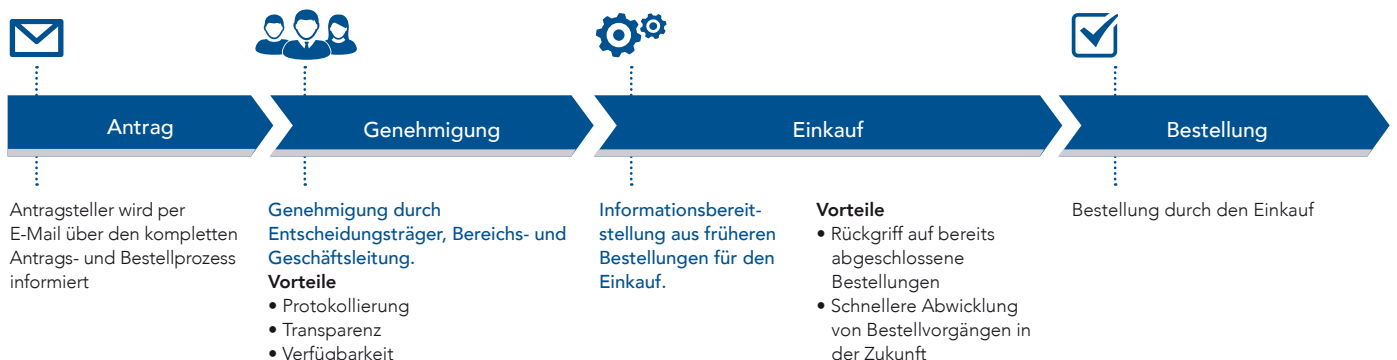 Antrag
Genehmigung
Einkauf
Bestellung
Antragsteller wird per
E-Mail über den kompletten
Antrags- und Bestellprozess
informiert
Genehmigung durch
Entscheidungsträger, Bereichs- und
Geschäftsleitung.
Vorteile
• Protokollierung
• Transparenz
• Verfügbarkeit
Informationsbereit-
stellung aus früheren
Bestellungen für den
Einkauf.
Vorteile
• Rückgriff auf bereits
abgeschlossene
Bestellungen
• Schnellere Abwicklung
von Bestellvorgängen in
der Zukunft
Bestellung durch den Einkauf